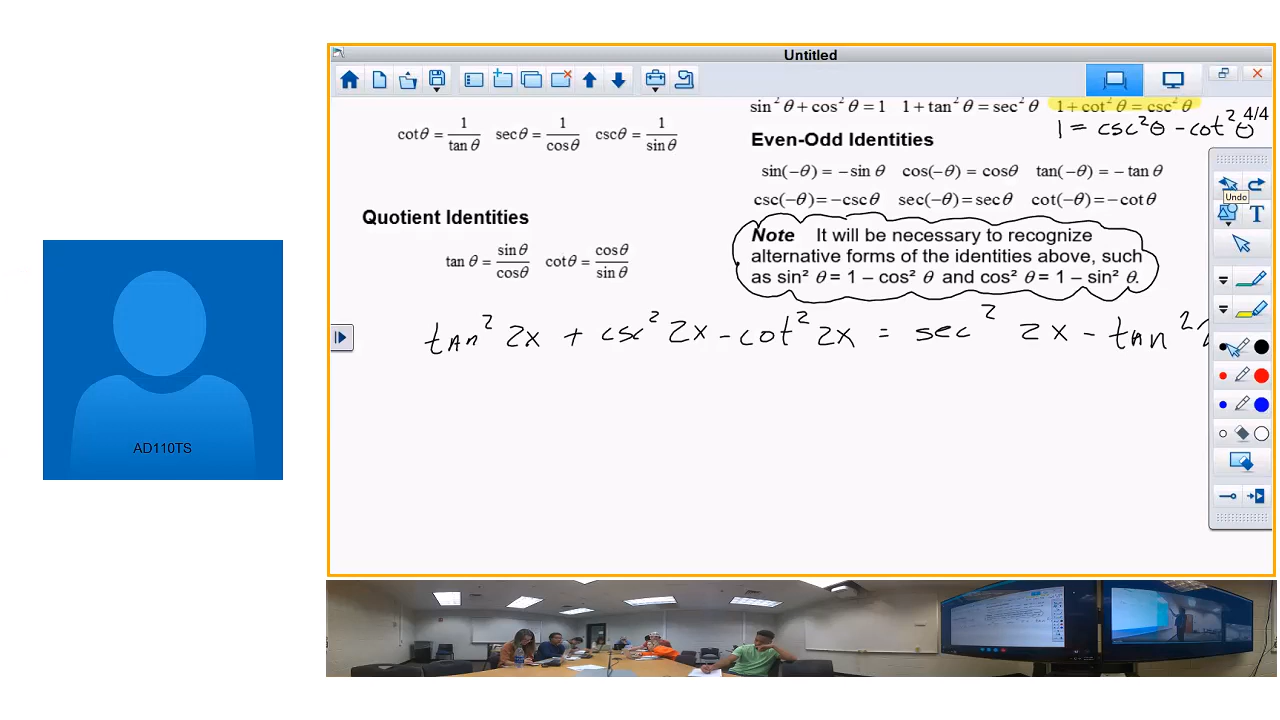 Untitled
sin² θ + cos² θ = 1 1 + tan² θ = sec² θ 1 + cot² θ = csc² θ
4/4
1 = csc²θ - cot²θ
cot θ = 1/tan θ sec θ = 1/cos θ csc θ = 1/sin θ
Even-Odd Identities
sin(−θ) = −sin θ cos(−θ) = cos θ tan(−θ) = − tan θ
csc(−θ) = −csc θ sec(−θ) = sec θ cot(−θ) = −cot θ
Undo
T
Quotient Identities
tan θ = sin θ/cos θ cot θ = cos θ/sin θ
Note It will be necessary to recognize
alternative forms of the identities above, such
as sin² θ = 1 – cos² θ and cos² θ = 1 – sin² θ.
tAn² 2x + csc² 2x - cot² 2x = sec² 2x - tAn²
AD110TS